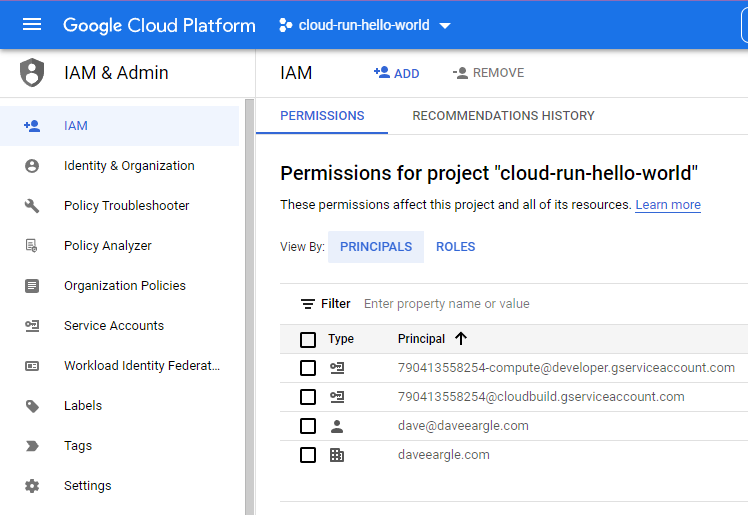 Google Cloud Platform cloud-run-hello-world
IAM & Admin
IAM
Identity & Organization
Policy Troubleshooter
Policy Analyzer
Organization Policies
Service Accounts
Workload Identity Federat...
Labels
Tags
Settings
IAM ADD REMOVE
PERMISSIONS RECOMMENDATIONS HISTORY
Permissions for project "cloud-run-hello-world"
These permissions affect this project and all of its resources. Learn more
View By: PRINCIPALS ROLES
Filter Enter property name or value
Type Principal
790413558254-compute@developer.gserviceaccount.com
790413558254@cloudbuild.gserviceaccount.com
dave@daveeargle.com
daveeargle.com